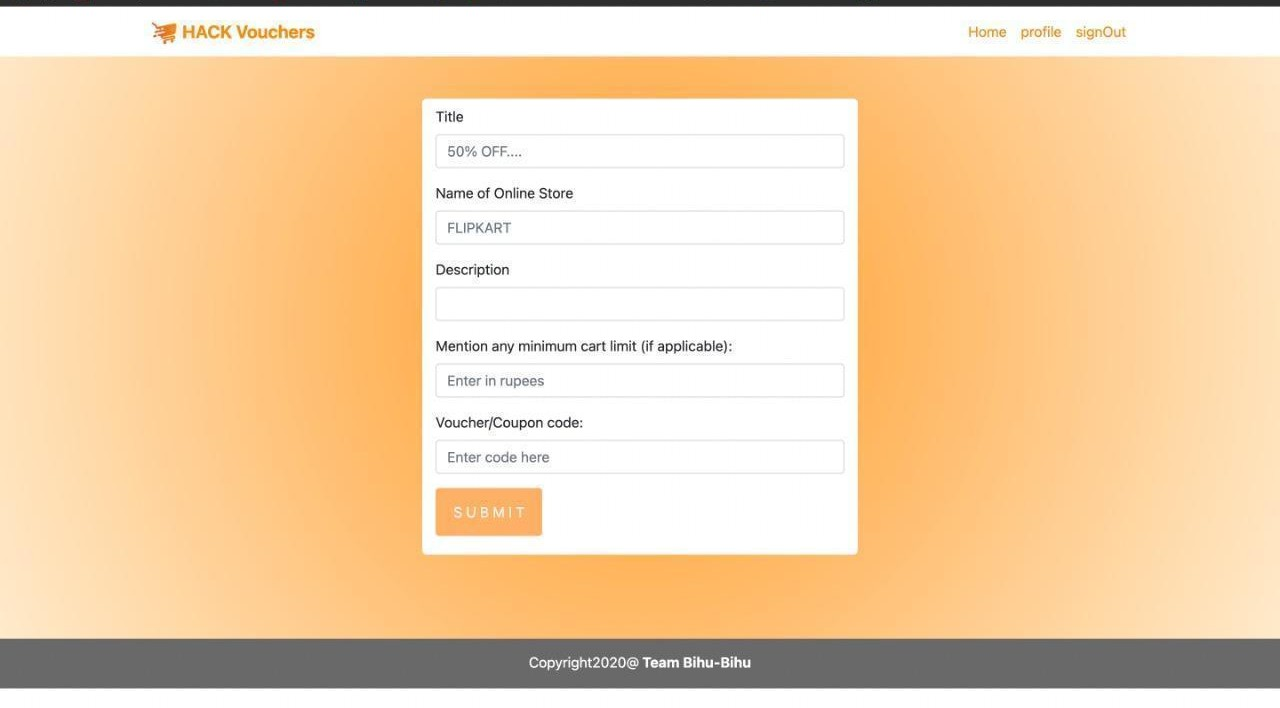 HACK Vouchers
Home profile signOut
Title
50% OFF....
Name of Online Store
FLIPKART
Description
Mention any minimum cart limit (if applicable):
Enter in rupees
Voucher/Coupon code:
Enter code here
SUBMIT
Copyright2020@ Team Bihu-Bihu